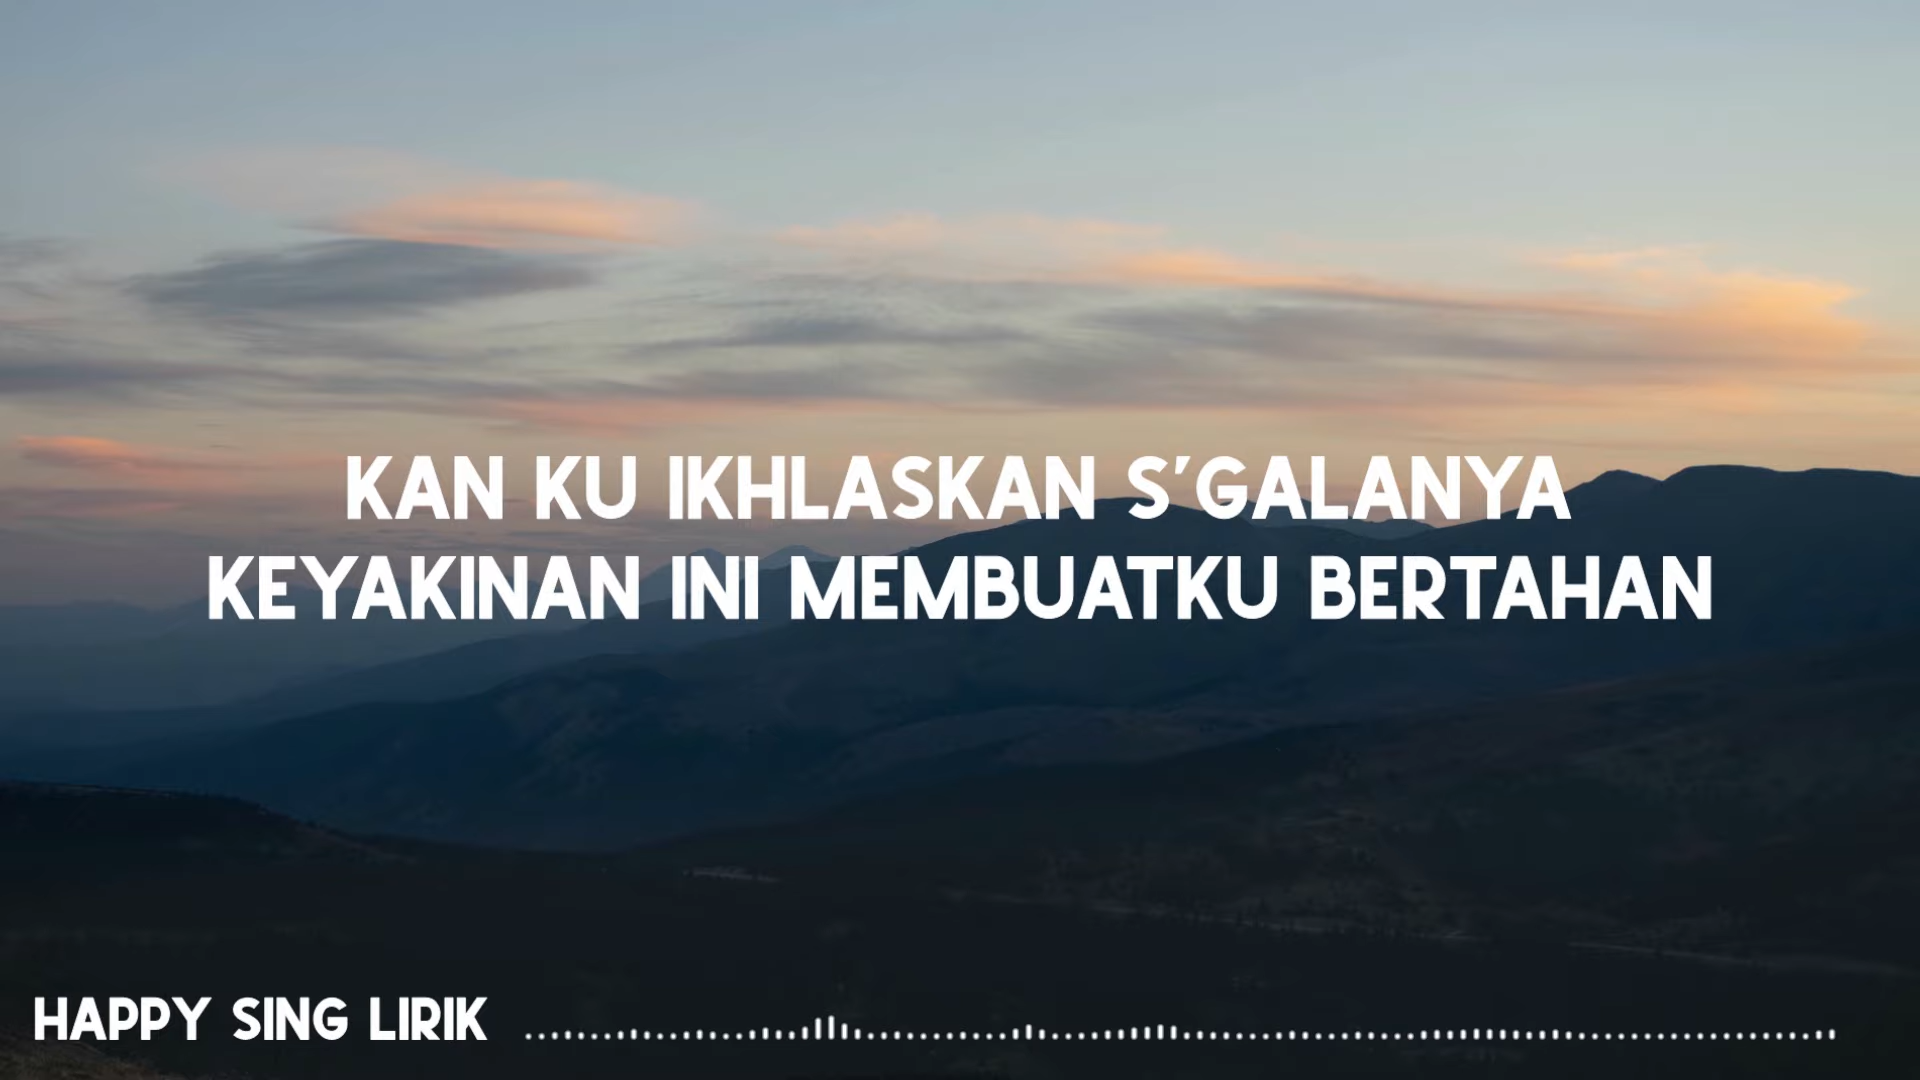 KAN KU IKHLASKAN S'GALANYA
KEYAKINAN INI MEMBUATKU BERTAHAN
HAPPY SING LIRIK